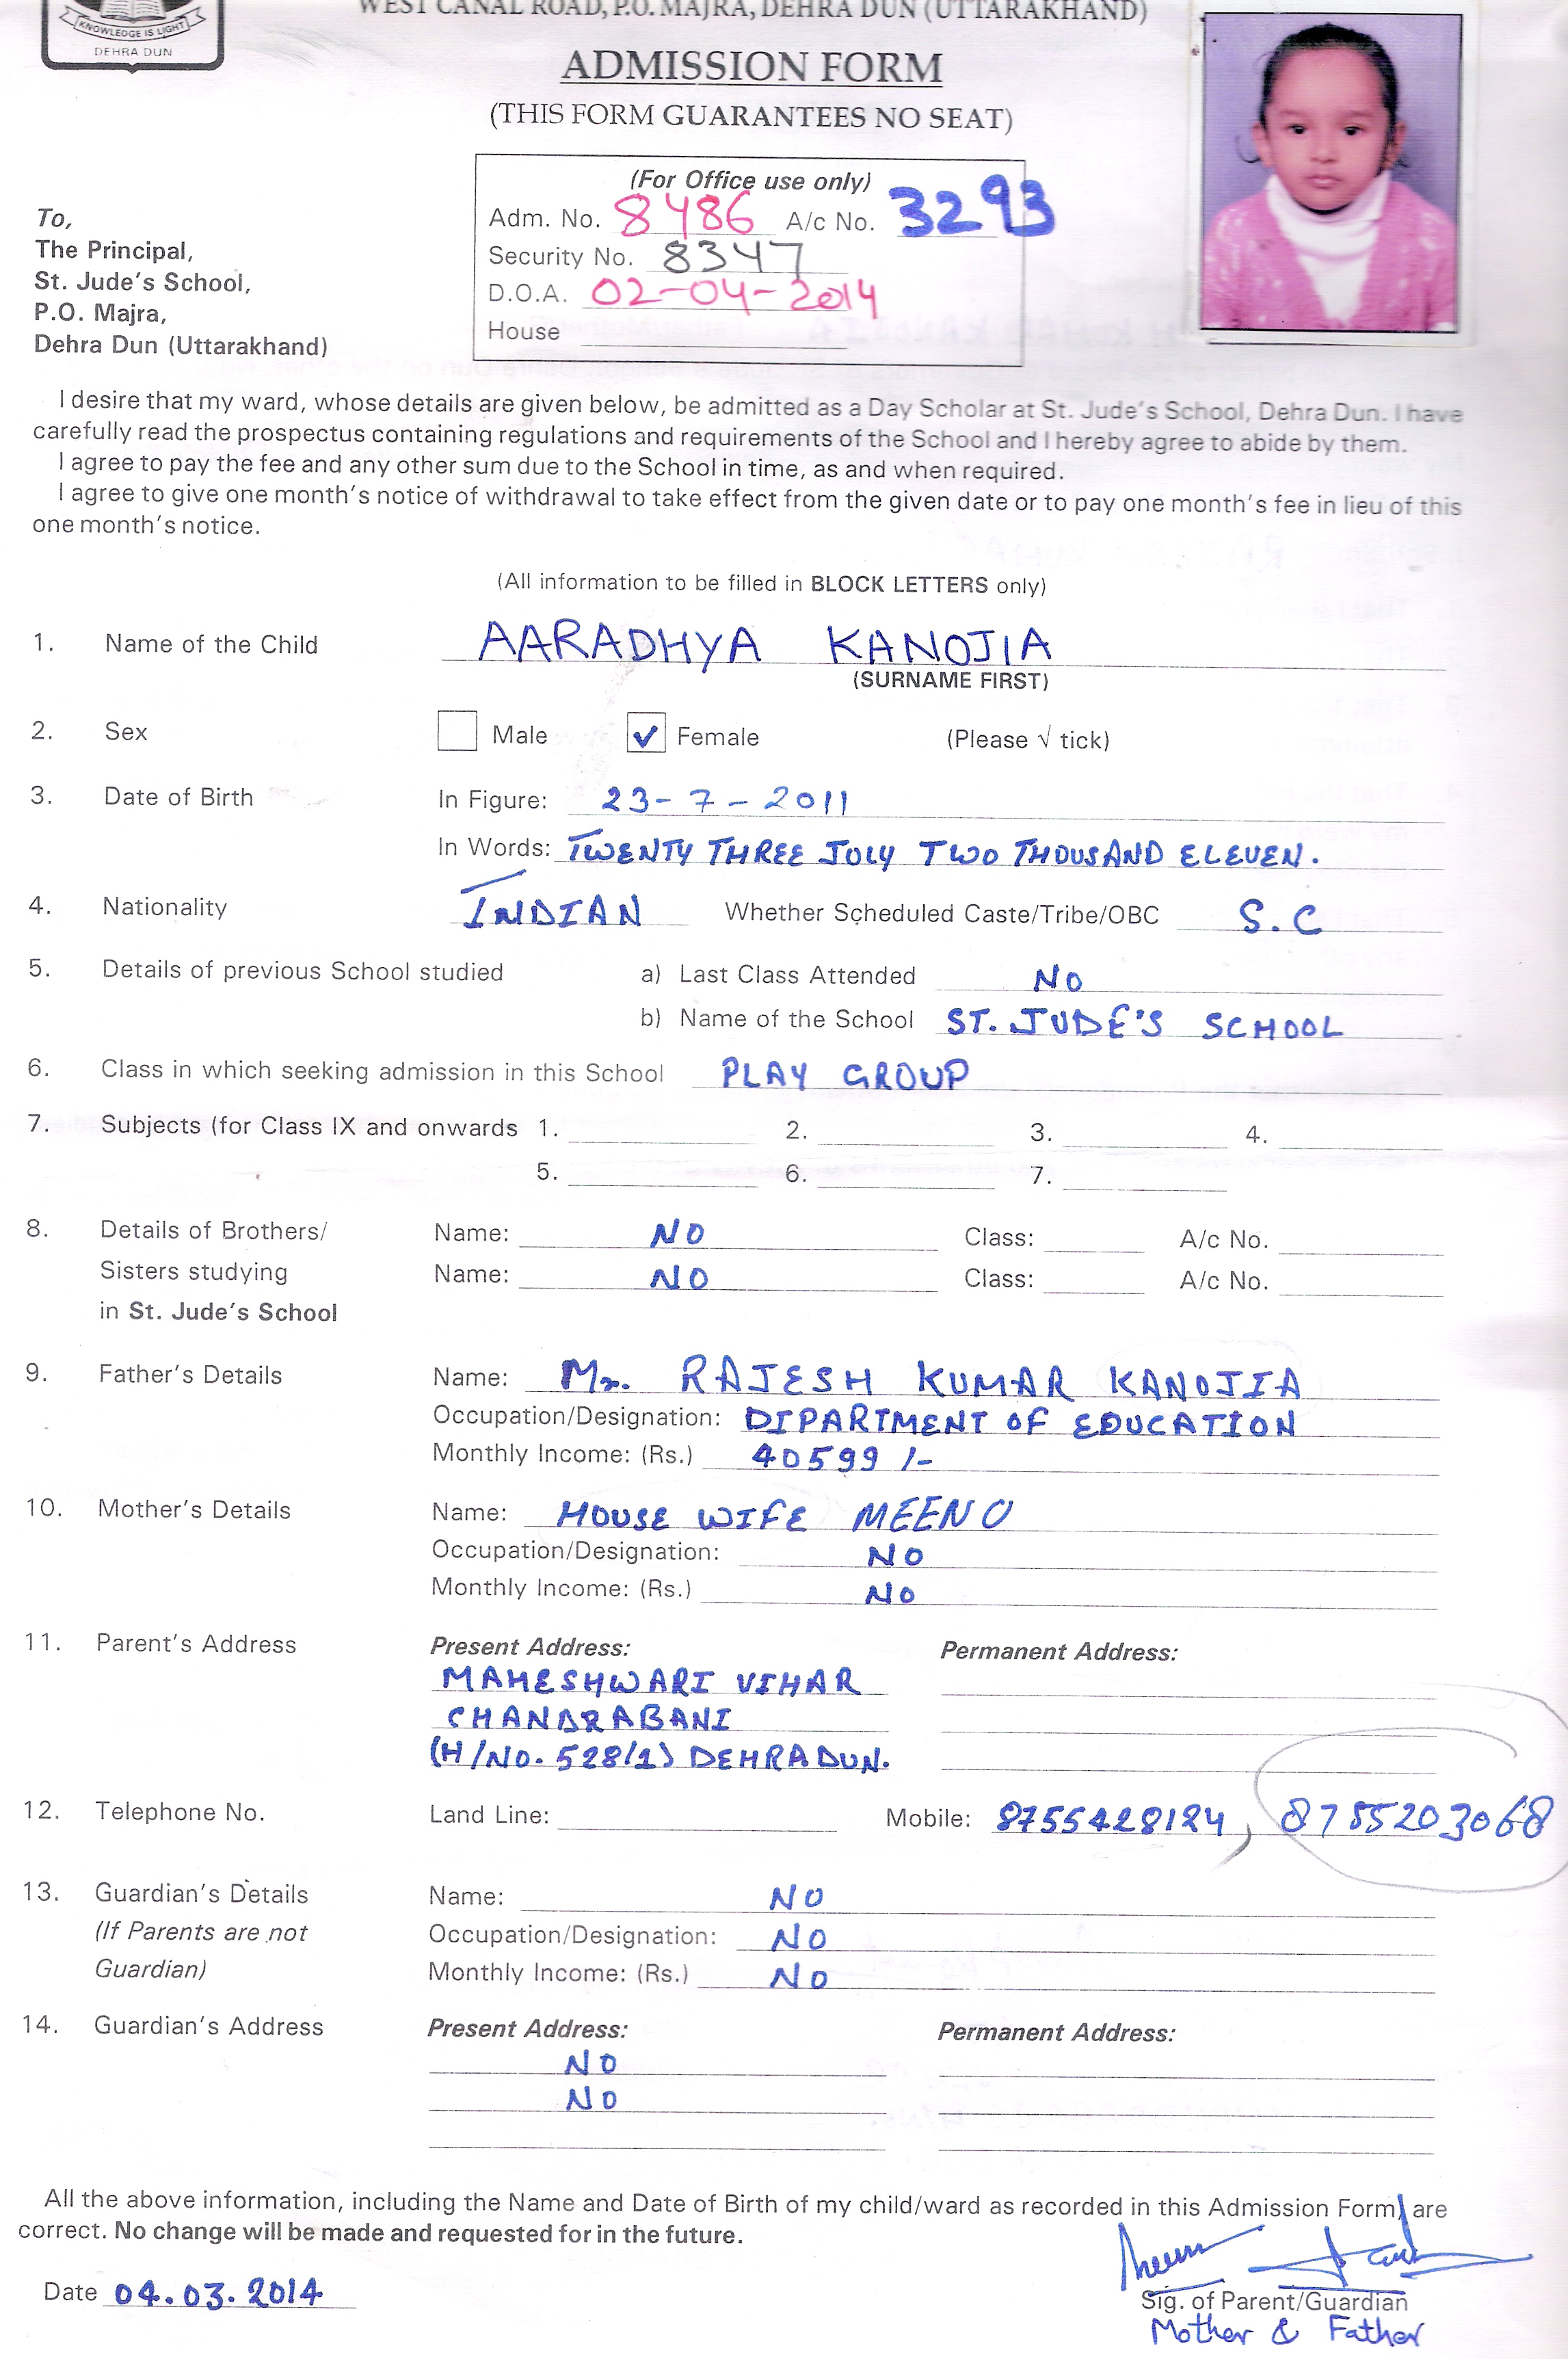 KNOWLEDGE IS LIGHT
DEHRA DUN
WEST CANAL ROAD, P.O. MAJRA, DEHRA DUN (UTTARAKHAND)
ADMISSION FORM
(THIS FORM GUARANTEES NO SEAT)
(For Office use only)
Adm. No. 8486 A/c No. 3293
Security No. 8347
D.O.A. 02-04-2014
House
To,
The Principal,
St. Jude's School,
P.O. Majra,
Dehra Dun (Uttarakhand)
I desire that my ward, whose details are given below, be admitted as a Day Scholar at St. Jude's School, Dehra Dun. I have
carefully read the prospectus containing regulations and requirements of the School and I hereby agree to abide by them.
I agree to pay the fee and any other sum due to the School in time, as and when required.
I agree to give one month's notice of withdrawal to take effect from the given date or to pay one month's fee in lieu of this
one month's notice.
(All information to be filled in BLOCK LETTERS only)
1. Name of the Child AARADHYA KANOJIA
(SURNAME FIRST)
2. Sex Male ✓ Female (Please √ tick)
3. Date of Birth In Figure: 23-7-2011
In Words: TWENTY THREE JULY TWO THOUSAND ELEVEN.
4. Nationality INDIAN Whether Scheduled Caste/Tribe/OBC S.C
5. Details of previous School studied a) Last Class Attended NO
b) Name of the School ST. JUDE'S SCHOOL
6. Class in which seeking admission in this School PLAY GROUP
7. Subjects (for Class IX and onwards 1. 2. 3. 4.
5. 6. 7.
8. Details of Brothers/ Name: NO Class: A/c No.
Sisters studying Name: NO Class: A/c No.
in St. Jude's School
9. Father's Details Name: Mr. RAJESH KUMAR KANOJIA
Occupation/Designation: DIPARTMENT OF EDUCATION
Monthly Income: (Rs.) 40599 /-
10. Mother's Details Name: HOUSE WIFE MEENU
Occupation/Designation: NO
Monthly Income: (Rs.) NO
11. Parent's Address Present Address: Permanent Address:
MAHESHWARI VIHAR
CHANDRABANI
(H/NO. 528/1) DEHRADUN.
12. Telephone No. Land Line: Mobile: 8755428124, 8755203068
13. Guardian's Details Name: NO
(If Parents are not Occupation/Designation: NO
Guardian) Monthly Income: (Rs.) NO
14. Guardian's Address Present Address: Permanent Address:
NO
NO
All the above information, including the Name and Date of Birth of my child/ward as recorded in this Admission Form, are
correct. No change will be made and requested for in the future.
Date 04.03.2014
Sig. of Parent/Guardian
Mother & Father